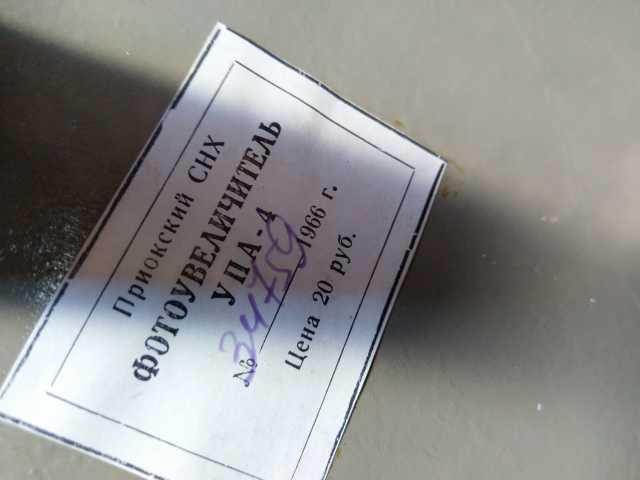 Приокский СНХ
ФОТОУВЕЛИЧИТЕЛЬ
УПА-4
№ 34759 1966 г.
Цена 20 руб.